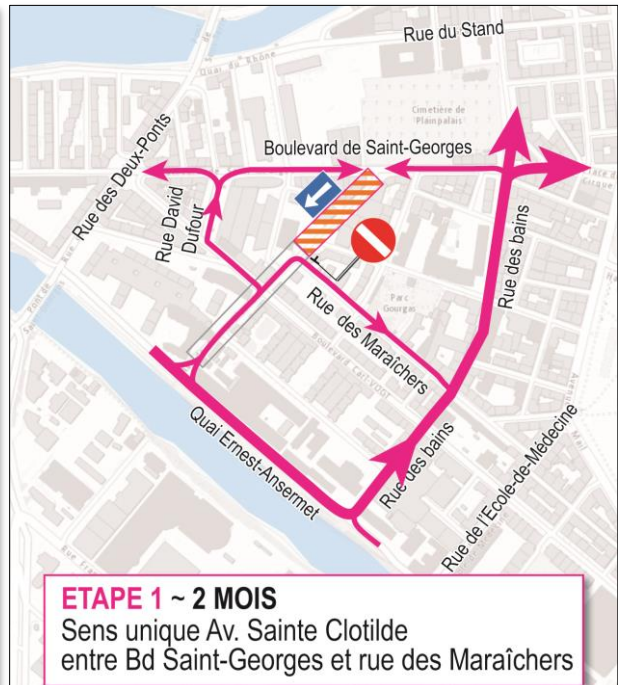 Rue du Stand
Quai du Rhône
Cimetière de
Plainpalais
Boulevard de Saint-Georges
Rue des Deux-Ponts
Rue David
Dufour
Rue des bains
Rue des Maraîchers
Parc
Gourgas
Boulevard Carl-VOGT
Quai Ernest-Ansermet
Rue des bains
Rue de l'Ecole-de-Médecine
ETAPE 1 ~ 2 MOIS
Sens unique Av. Sainte Clotilde
entre Bd Saint-Georges et rue des Maraîchers